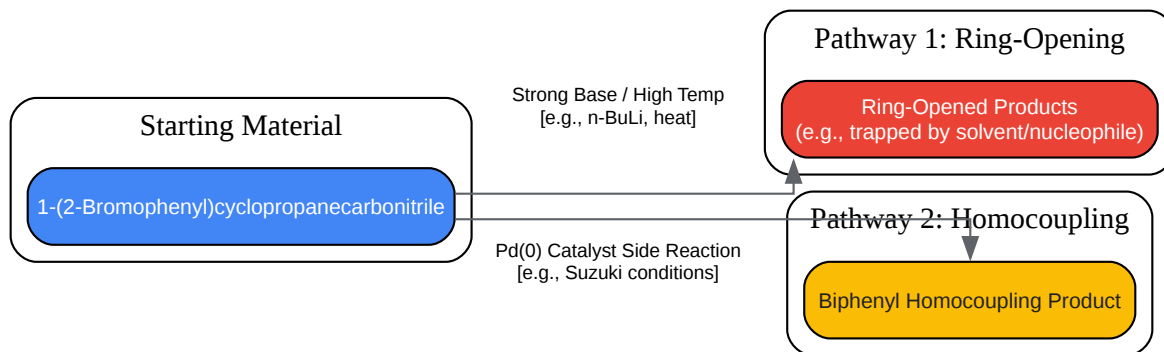 Starting Material
1-(2-Bromophenyl)cyclopropanecarbonitrile
Strong Base / High Temp
[e.g., n-BuLi, heat]
Pathway 1: Ring-Opening
Ring-Opened Products
(e.g., trapped by solvent/nucleophile)
Pd(0) Catalyst Side Reaction
[e.g., Suzuki conditions]
Pathway 2: Homocoupling
Biphenyl Homocoupling Product